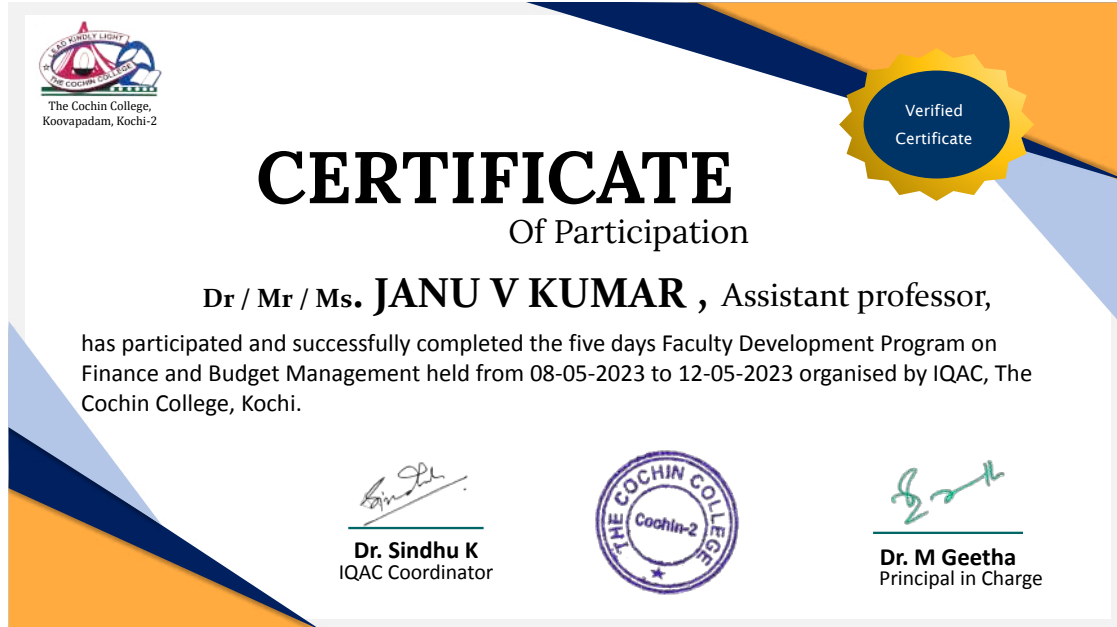 LEAD KINDLY LIGHT
THE COCHIN COLLEGE
The Cochin College,
Koovapadam, Kochi-2
Verified
Certificate
CERTIFICATE
Of Participation
Dr / Mr / Ms. JANU V KUMAR , Assistant professor,
has participated and successfully completed the five days Faculty Development Program on
Finance and Budget Management held from 08-05-2023 to 12-05-2023 organised by IQAC, The
Cochin College, Kochi.
Sindhu
THE COCHIN COLLEGE
Cochin-2
Dr. Sindhu K
IQAC Coordinator
Dr. M Geetha
Principal in Charge